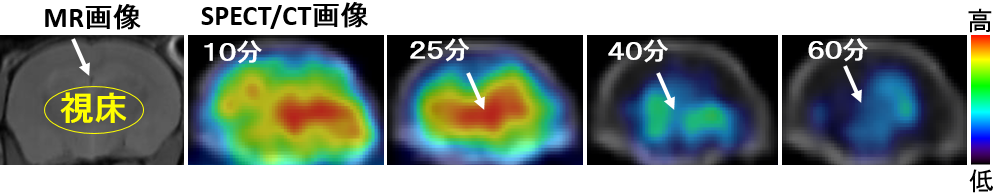 MR画像
SPECT/CT画像
視床
10分
25分
40分
60分
高
低